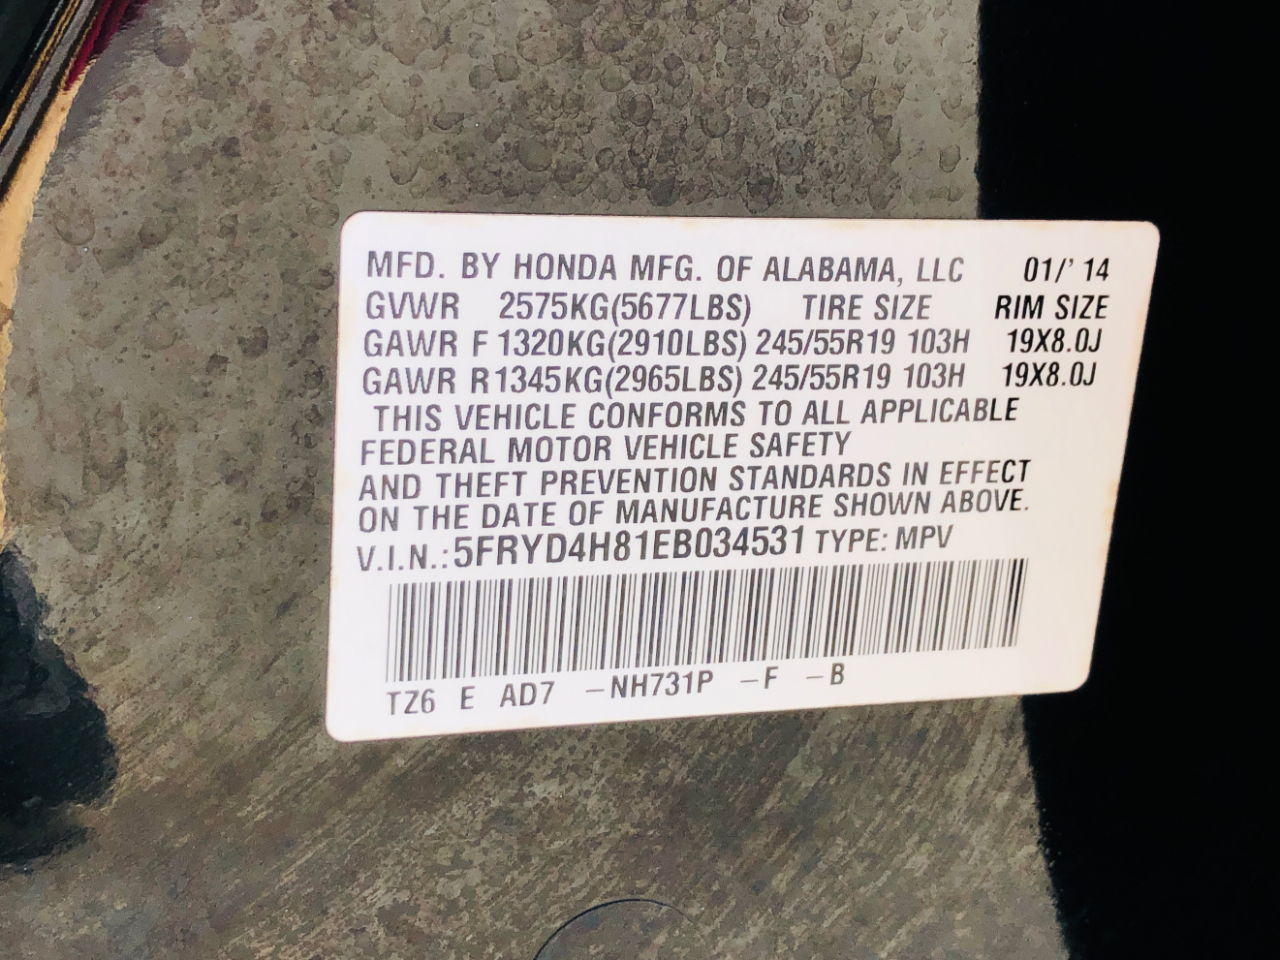 MFD. BY HONDA MFG. OF ALABAMA, LLC 01/'14
GVWR 2575KG(5677LBS) TIRE SIZE RIM SIZE
GAWR F 1320KG(2910LBS) 245/55R19 103H 19X8.0J
GAWR R 1345KG(2965LBS) 245/55R19 103H 19X8.0J
THIS VEHICLE CONFORMS TO ALL APPLICABLE
FEDERAL MOTOR VEHICLE SAFETY
AND THEFT PREVENTION STANDARDS IN EFFECT
ON THE DATE OF MANUFACTURE SHOWN ABOVE.
V.I.N.: 5FRYD4H81EB034531 TYPE: MPV
TZ6 E AD7 -NH731P -F -B